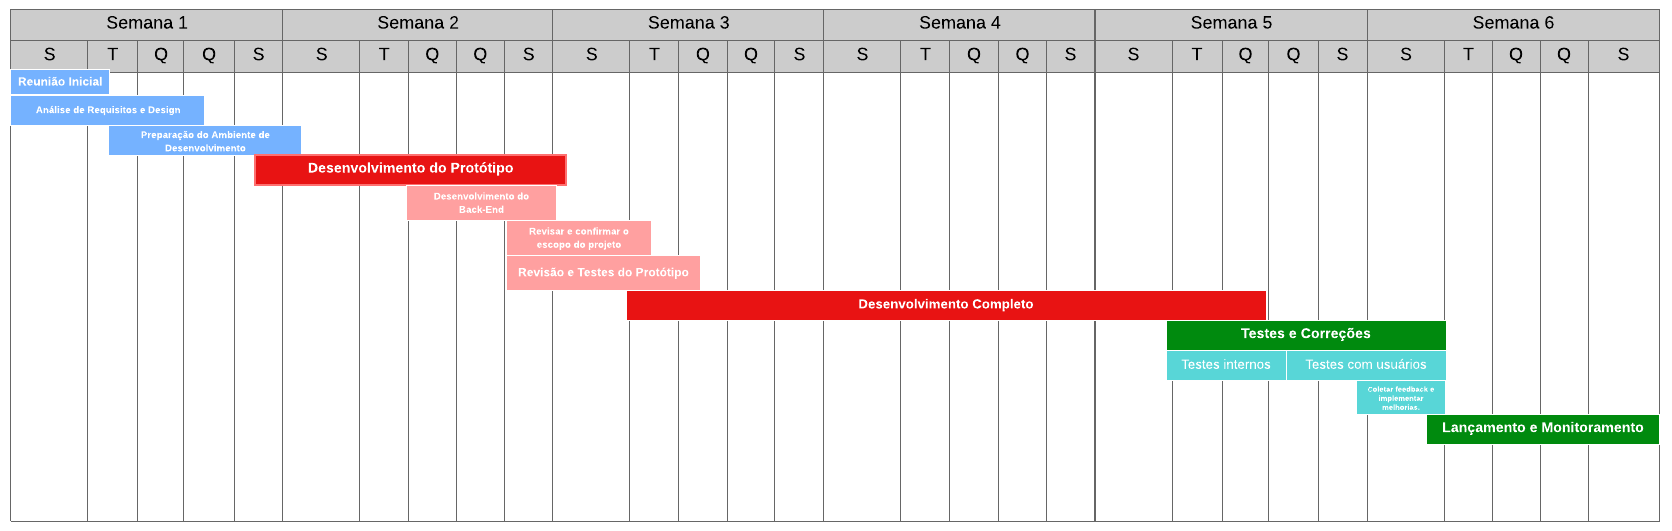 Semana 1 Semana 2 Semana 3 Semana 4 Semana 5 Semana 6
S T Q Q S S T Q Q S S T Q Q S S T Q Q S S T Q Q S S T Q Q S
Reunião Inicial
Análise de Requisitos e Design
Preparação do Ambiente de
Desenvolvimento
Desenvolvimento do Protótipo
Desenvolvimento do
Back-End
Revisar e confirmar o
escopo do projeto
Revisão e Testes do Protótipo
Desenvolvimento Completo
Testes e Correções
Testes internos Testes com usuários
Coletar feedback e
implementar
melhorias.
Lançamento e Monitoramento